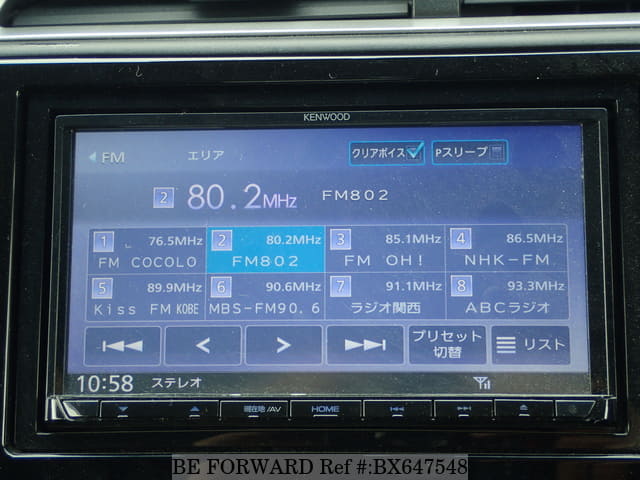 KENWOOD
FM エリア クリアボイス Pスリープ
2 80.2MHz FM802
1 76.5MHz 2 80.2MHz 3 85.1MHz 4 86.5MHz
FM COCOLO FM802 FM OH! NHK-FM
5 89.9MHz 6 90.6MHz 7 91.1MHz 8 93.3MHz
Kiss FM KOBE MBS-FM90.6 ラジオ関西 ABCラジオ
プリセット
切替 リスト
10:58 ステレオ
現在地/AV HOME
BE FORWARD Ref #:BX647548